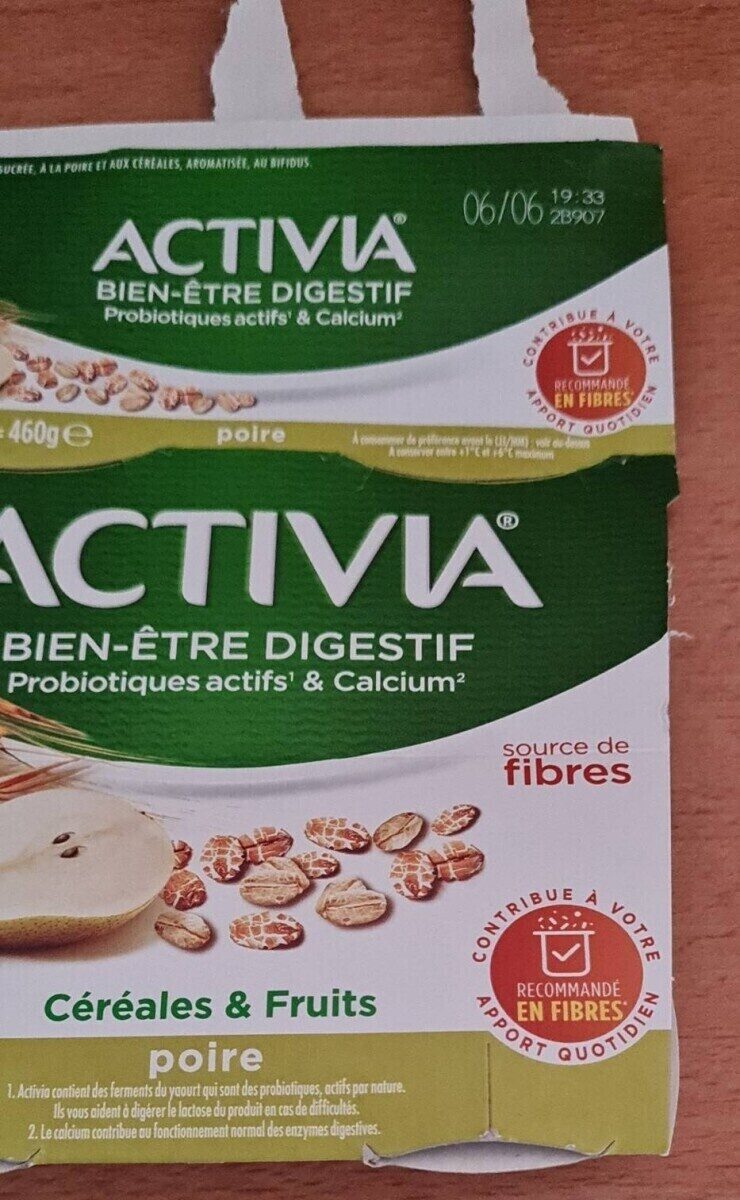 SUCRÉE, À LA POIRE ET AUX CÉRÉALES, AROMATISÉE, AU BIFIDUS.
06/06 19:33
2B907
ACTIVIA®
BIEN-ÊTRE DIGESTIF
Probiotiques actifs¹ & Calcium²
CONTRIBUE À VOTRE
RECOMMANDÉ
EN FIBRES*
APPORT QUOTIDIEN
460g e
poire
À consommer de préférence avant le (JJ/MM) : voir au-dessus
À conserver entre +1°C et +6°C maximum
ACTIVIA®
BIEN-ÊTRE DIGESTIF
Probiotiques actifs¹ & Calcium²
source de
fibres
CONTRIBUE À VOTRE
RECOMMANDÉ
EN FIBRES*
APPORT QUOTIDIEN
Céréales & Fruits
poire
1. Activia contient des ferments du yaourt qui sont des probiotiques, actifs par nature.
Ils vous aident à digérer le lactose du produit en cas de difficultés.
2. Le calcium contribue au fonctionnement normal des enzymes digestives.